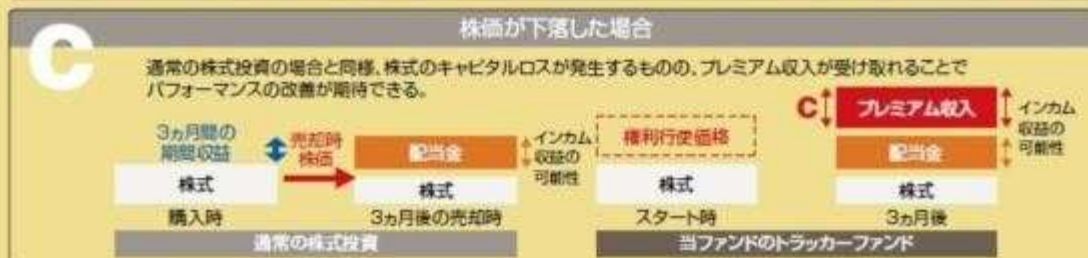 C
株価が下落した場合
通常の株式投資の場合と同様、株式のキャピタルロスが発生するものの、プレミアム収入が受け取れることで
パフォーマンスの改善が期待できる。
3ヵ月間の
期間収益
売却時
株価
株式
購入時
配当金
株式
3ヵ月後の売却時
インカム
収益の
可能性
通常の株式投資
権利行使価格
株式
スタート時
C
プレミアム収入
配当金
株式
3ヵ月後
インカム
収益の
可能性
当ファンドのトラッカーファンド